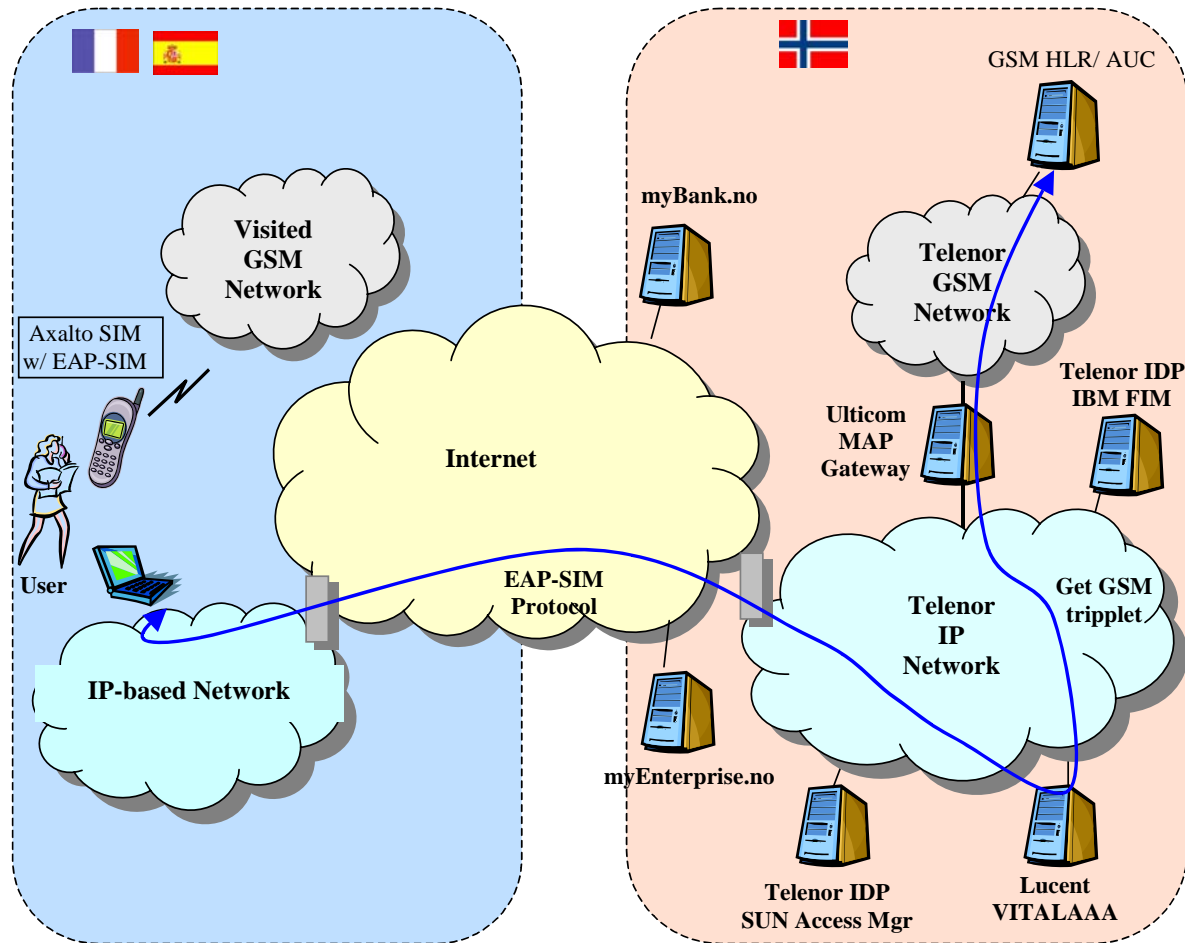 GSM HLR/ AUC
myBank.no
Visited
GSM
Network
Telenor
GSM
Network
Axalto SIM
w/ EAP-SIM
Telenor IDP
IBM FIM
Ulticom
MAP
Gateway
Internet
User
EAP-SIM
Protocol
Get GSM
tripplet
Telenor
IP
Network
IP-based Network
myEnterprise.no
Telenor IDP
SUN Access Mgr
Lucent
VITALAAA